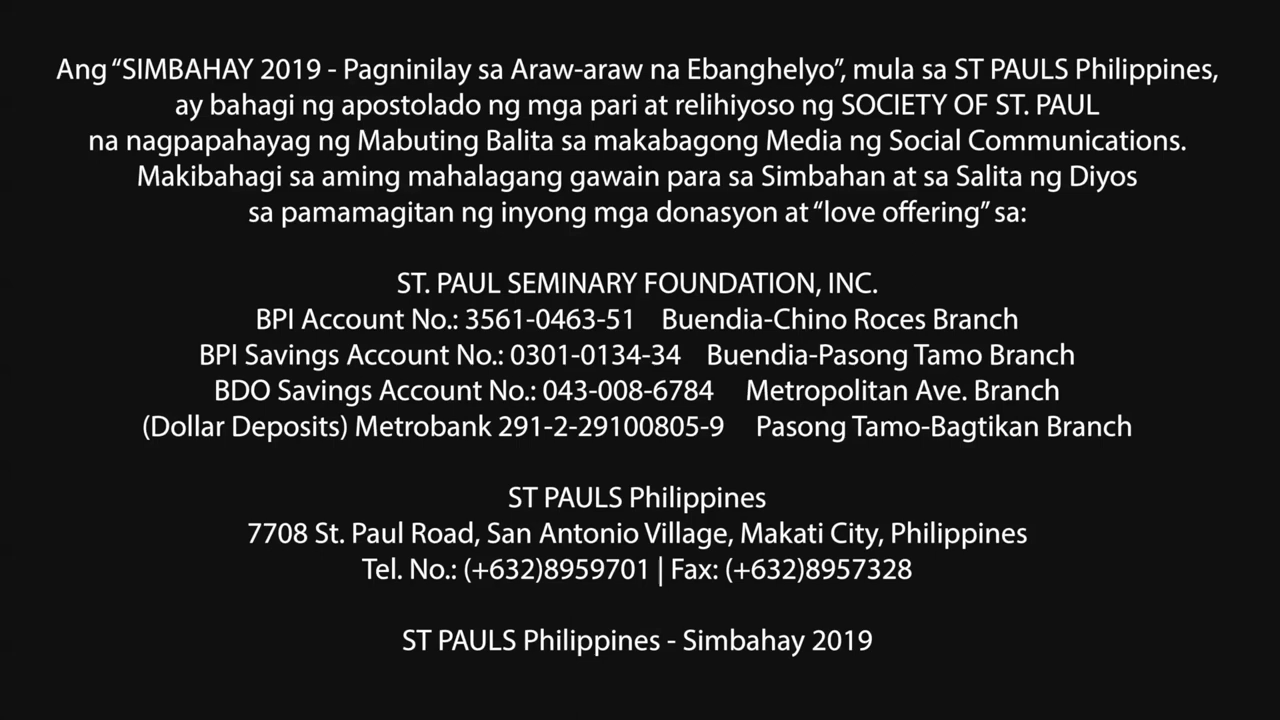 Ang “SIMBAHAY 2019 - Pagninilay sa Araw-araw na Ebanghelyo”, mula sa ST PAULS Philippines,
ay bahagi ng apostolado ng mga pari at relihiyoso ng SOCIETY OF ST. PAUL
na nagpapahayag ng Mabuting Balita sa makabagong Media ng Social Communications.
Makibahagi sa aming mahalagang gawain para sa Simbahan at sa Salita ng Diyos
sa pamamagitan ng inyong mga donasyon at “love offering” sa:
ST. PAUL SEMINARY FOUNDATION, INC.
BPI Account No.: 3561-0463-51 Buendia-Chino Roces Branch
BPI Savings Account No.: 0301-0134-34 Buendia-Pasong Tamo Branch
BDO Savings Account No.: 043-008-6784 Metropolitan Ave. Branch
(Dollar Deposits) Metrobank 291-2-29100805-9 Pasong Tamo-Bagtikan Branch
ST PAULS Philippines
7708 St. Paul Road, San Antonio Village, Makati City, Philippines
Tel. No.: (+632)8959701 | Fax: (+632)8957328
ST PAULS Philippines - Simbahay 2019